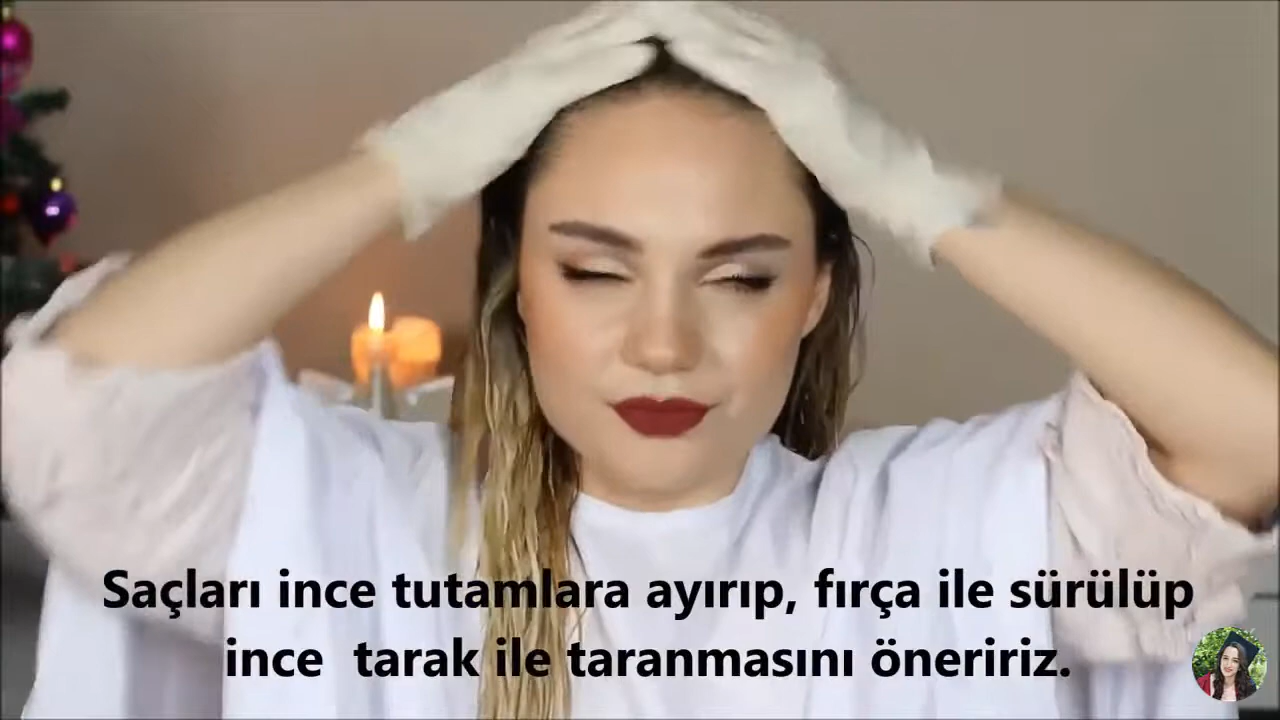 Saçları ince tutamlara ayırıp, fırça ile sürülüp
ince  tarak ile taranmasını öneririz.